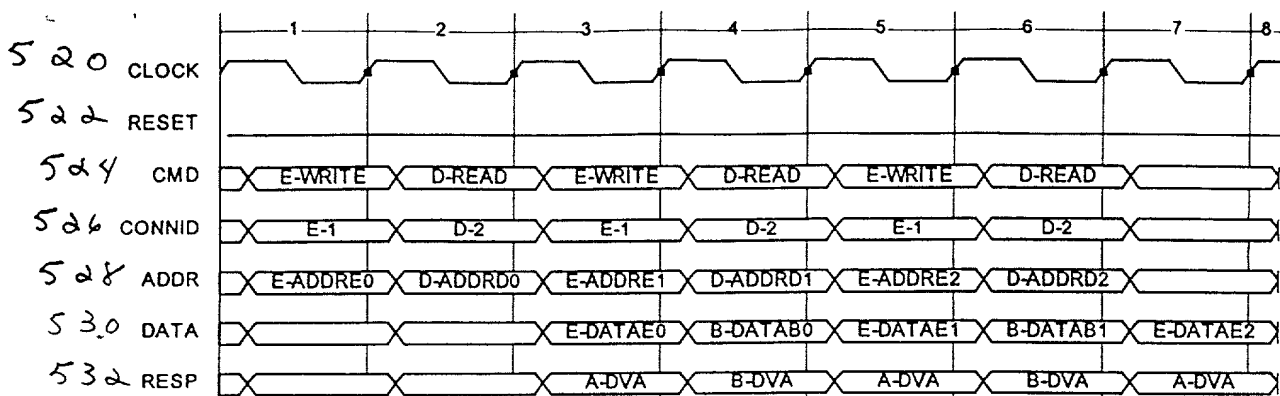 1 2 3 4 5 6 7 8
520 CLOCK
522 RESET
524 CMD E-WRITE D-READ E-WRITE D-READ E-WRITE D-READ
526 CONNID E-1 D-2 E-1 D-2 E-1 D-2
528 ADDR E-ADDRE0 D-ADDRD0 E-ADDRE1 D-ADDRD1 E-ADDRE2 D-ADDRD2
530 DATA E-DATAE0 B-DATAB0 E-DATAE1 B-DATAB1 E-DATAE2
532 RESP A-DVA B-DVA A-DVA B-DVA A-DVA